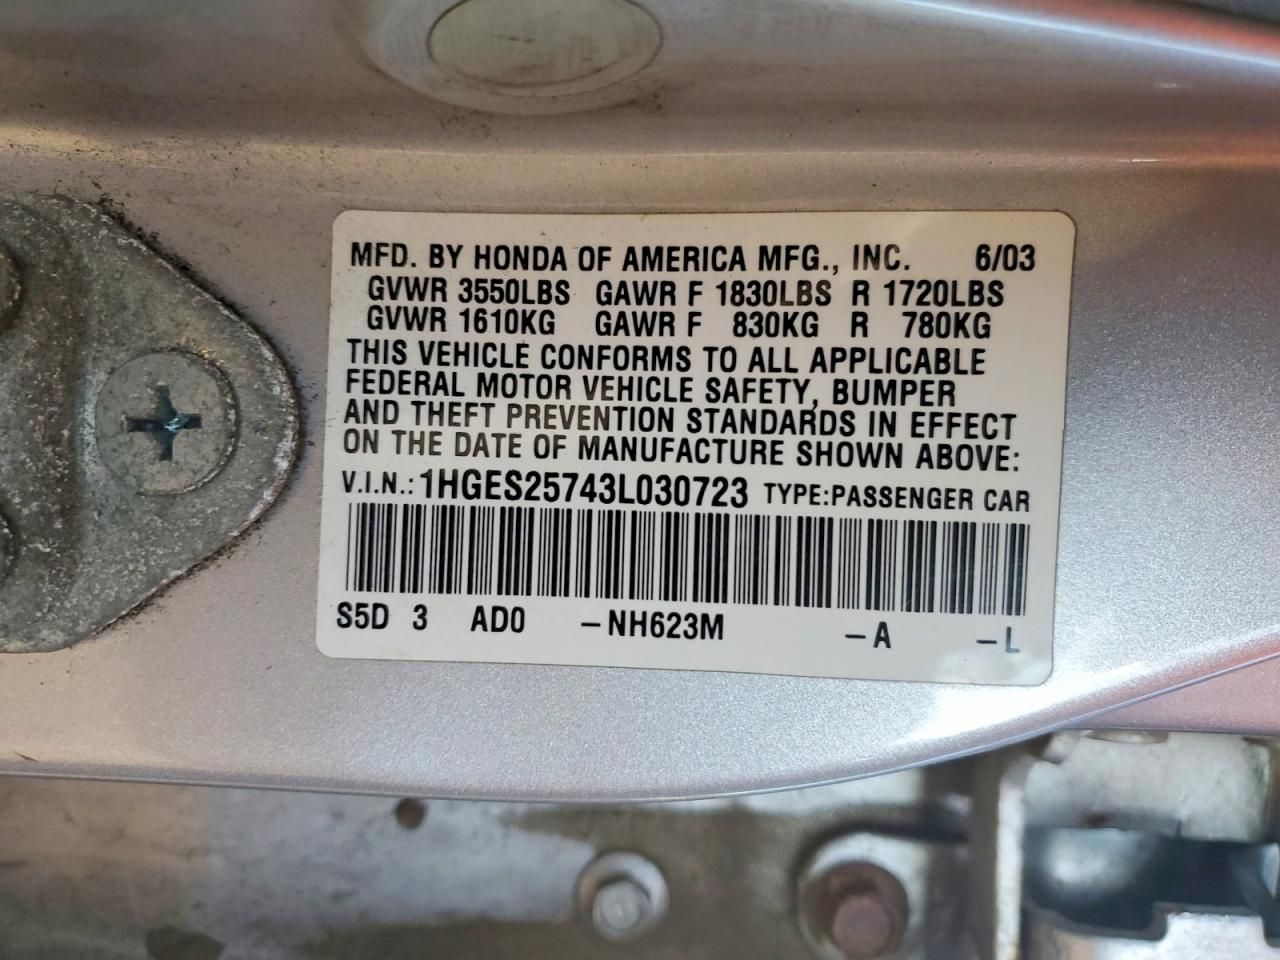 MFD. BY HONDA OF AMERICA MFG., INC. 6/03
GVWR 3550LBS GAWR F 1830LBS R 1720LBS
GVWR 1610KG GAWR F 830KG R 780KG
THIS VEHICLE CONFORMS TO ALL APPLICABLE
FEDERAL MOTOR VEHICLE SAFETY, BUMPER
AND THEFT PREVENTION STANDARDS IN EFFECT
ON THE DATE OF MANUFACTURE SHOWN ABOVE:
V.I.N.: 1HGES25743L030723 TYPE:PASSENGER CAR
S5D 3 AD0 -NH623M -A -L